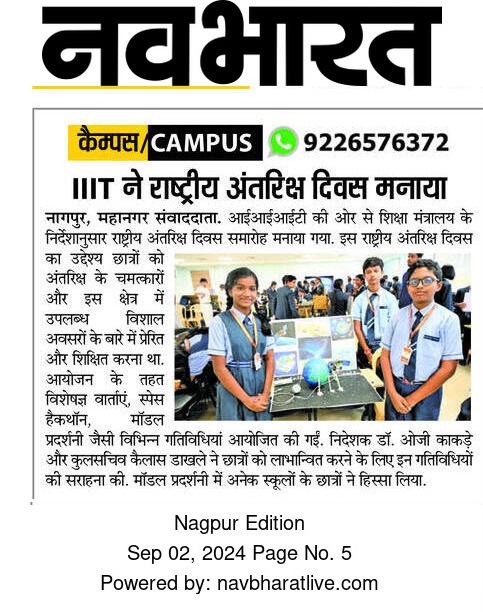 नवभारत
कैम्पस/CAMPUS 9226576372
IIIT ने राष्ट्रीय अंतरिक्ष दिवस मनाया
नागपुर, महानगर संवाददाता. आईआईआईटी की ओर से शिक्षा मंत्रालय के
निर्देशानुसार राष्ट्रीय अंतरिक्ष दिवस समारोह मनाया गया. इस राष्ट्रीय अंतरिक्ष दिवस
का उद्देश्य छात्रों को
अंतरिक्ष के चमत्कारों
और इस क्षेत्र में
उपलब्ध विशाल
अवसरों के बारे में प्रेरित
और शिक्षित करना था.
आयोजन के तहत
विशेषज्ञ वार्ताएं, स्पेस
हैकथॉन, मॉडल
प्रदर्शनी जैसी विभिन्न गतिविधियां आयोजित की गईं. निदेशक डॉ. ओजी काकड़े
और कुलसचिव कैलास डाखले ने छात्रों को लाभान्वित करने के लिए इन गतिविधियों
की सराहना की. मॉडल प्रदर्शनी में अनेक स्कूलों के छात्रों ने हिस्सा लिया.
Nagpur Edition
Sep 02, 2024 Page No. 5
Powered by: navbharatlive.com